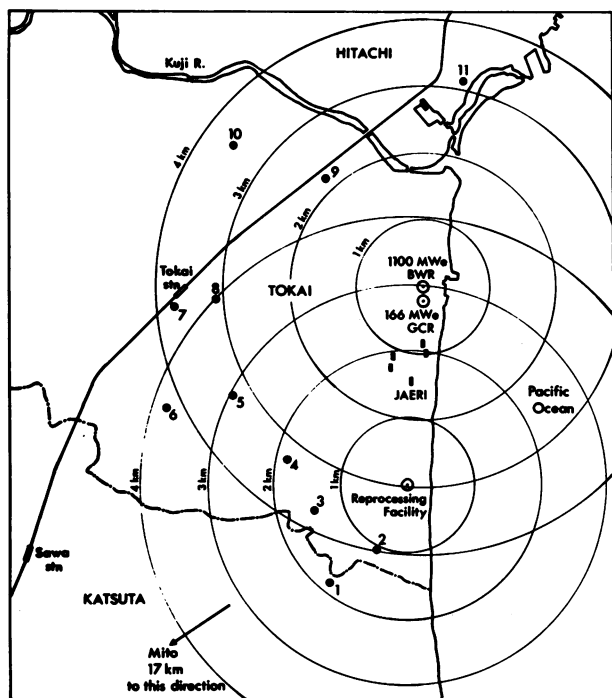 HITACHI
Kuji R.
11
10
4 km
3 km
9
2 km
1 km
1100 MWe
BWR
Tokai
stn
TOKAI
8
166 MWe
GCR
7
JAERI
Pacific
Ocean
5
6
4
4 km
3 km
2 km
1 km
Reprocessing
Facility
3
2
Sawa
stn
1
KATSUTA
Mito
17 km
to this direction